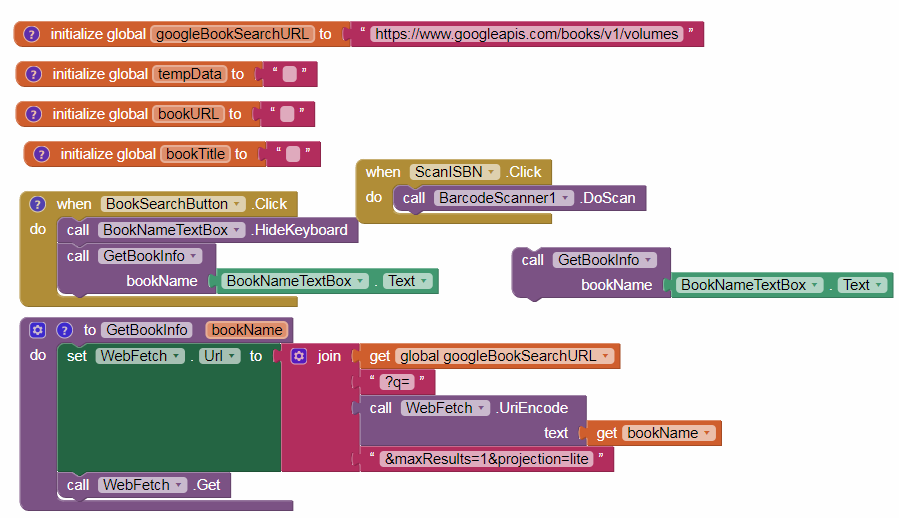 ? initialize global googleBookSearchURL to “ https://www.googleapis.com/books/v1/volumes ”
? initialize global tempData to “ ”
? initialize global bookURL to “ ”
? initialize global bookTitle to “ ”
when ScanISBN .Click
do call BarcodeScanner1 .DoScan
? when BookSearchButton .Click
do call BookNameTextBox .HideKeyboard
call GetBookInfo
bookName BookNameTextBox . Text
call GetBookInfo
bookName BookNameTextBox . Text
? to GetBookInfo bookName
do set WebFetch . Url to join get global googleBookSearchURL
“ ?q= ”
call WebFetch .UriEncode
text get bookName
“ &maxResults=1&projection=lite ”
call WebFetch .Get